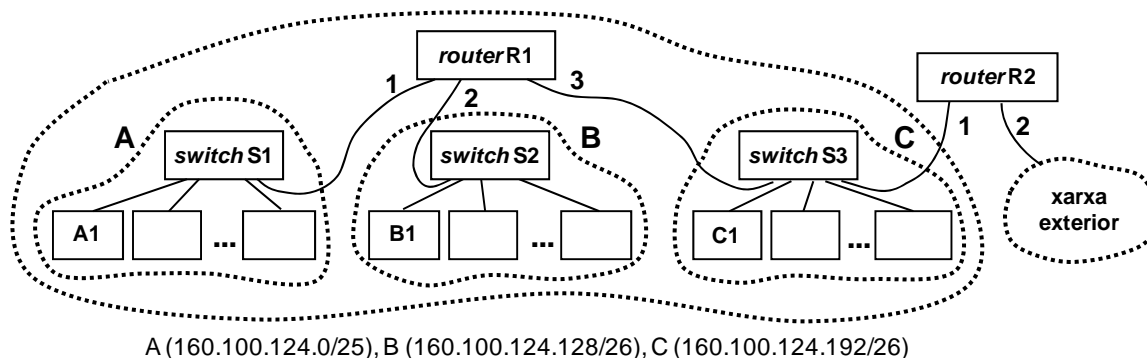 router R1
router R2
1
2
3
1
2
A
B
C
switch S1
switch S2
switch S3
xarxa
exterior
A1
...
B1
...
C1
...
A (160.100.124.0/25), B (160.100.124.128/26), C (160.100.124.192/26)